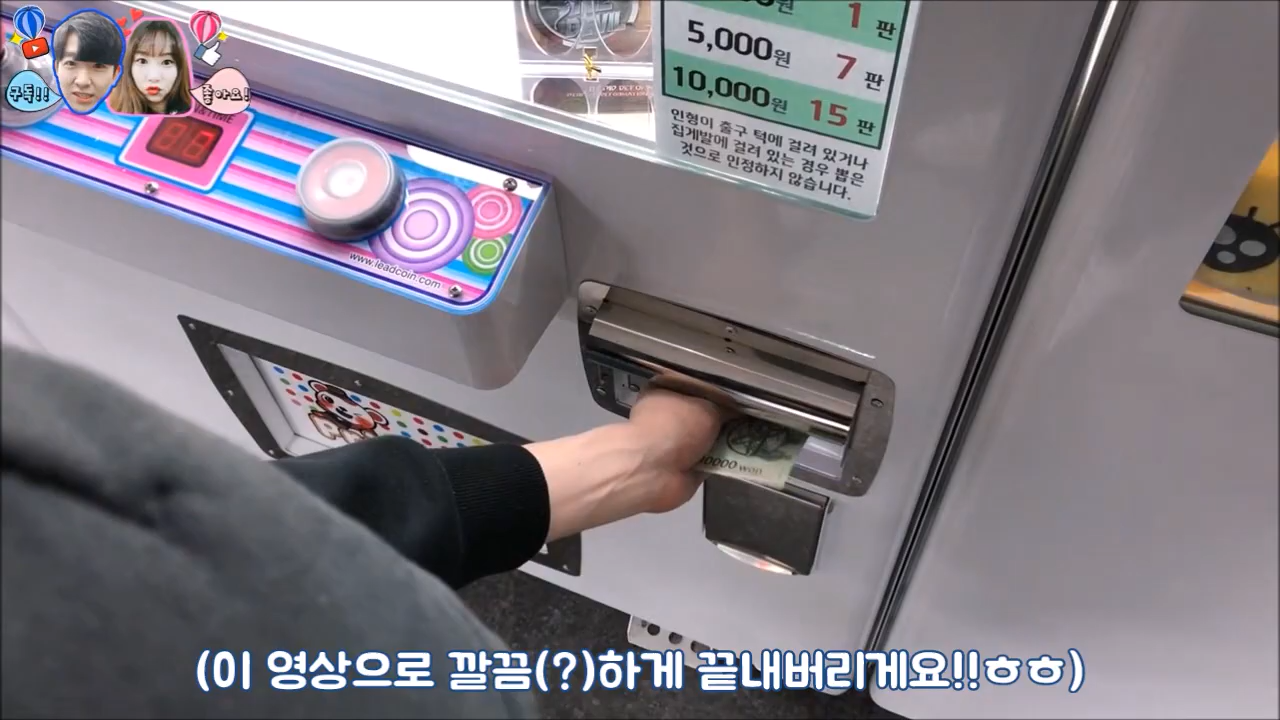 구독!!
좋아요!
원 1 판
5,000원 7 판
10,000원 15 판
인형이 출구 턱에 걸려 있거나
집게발에 걸려 있는 경우 뽑은
것으로 인정하지 않습니다.
TIME
88
www.leadcoin.com
10000 won
(이 영상으로 깔끔(?)하게 끝내버리게요!!ㅎㅎ)